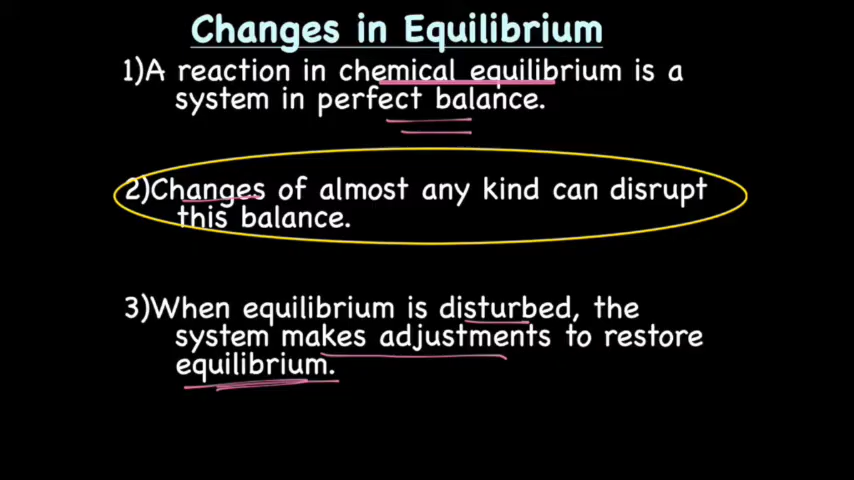 Changes in Equilibrium
1)A reaction in chemical equilibrium is a
system in perfect balance.
2)Changes of almost any kind can disrupt
this balance.
3)When equilibrium is disturbed, the
system makes adjustments to restore
equilibrium.